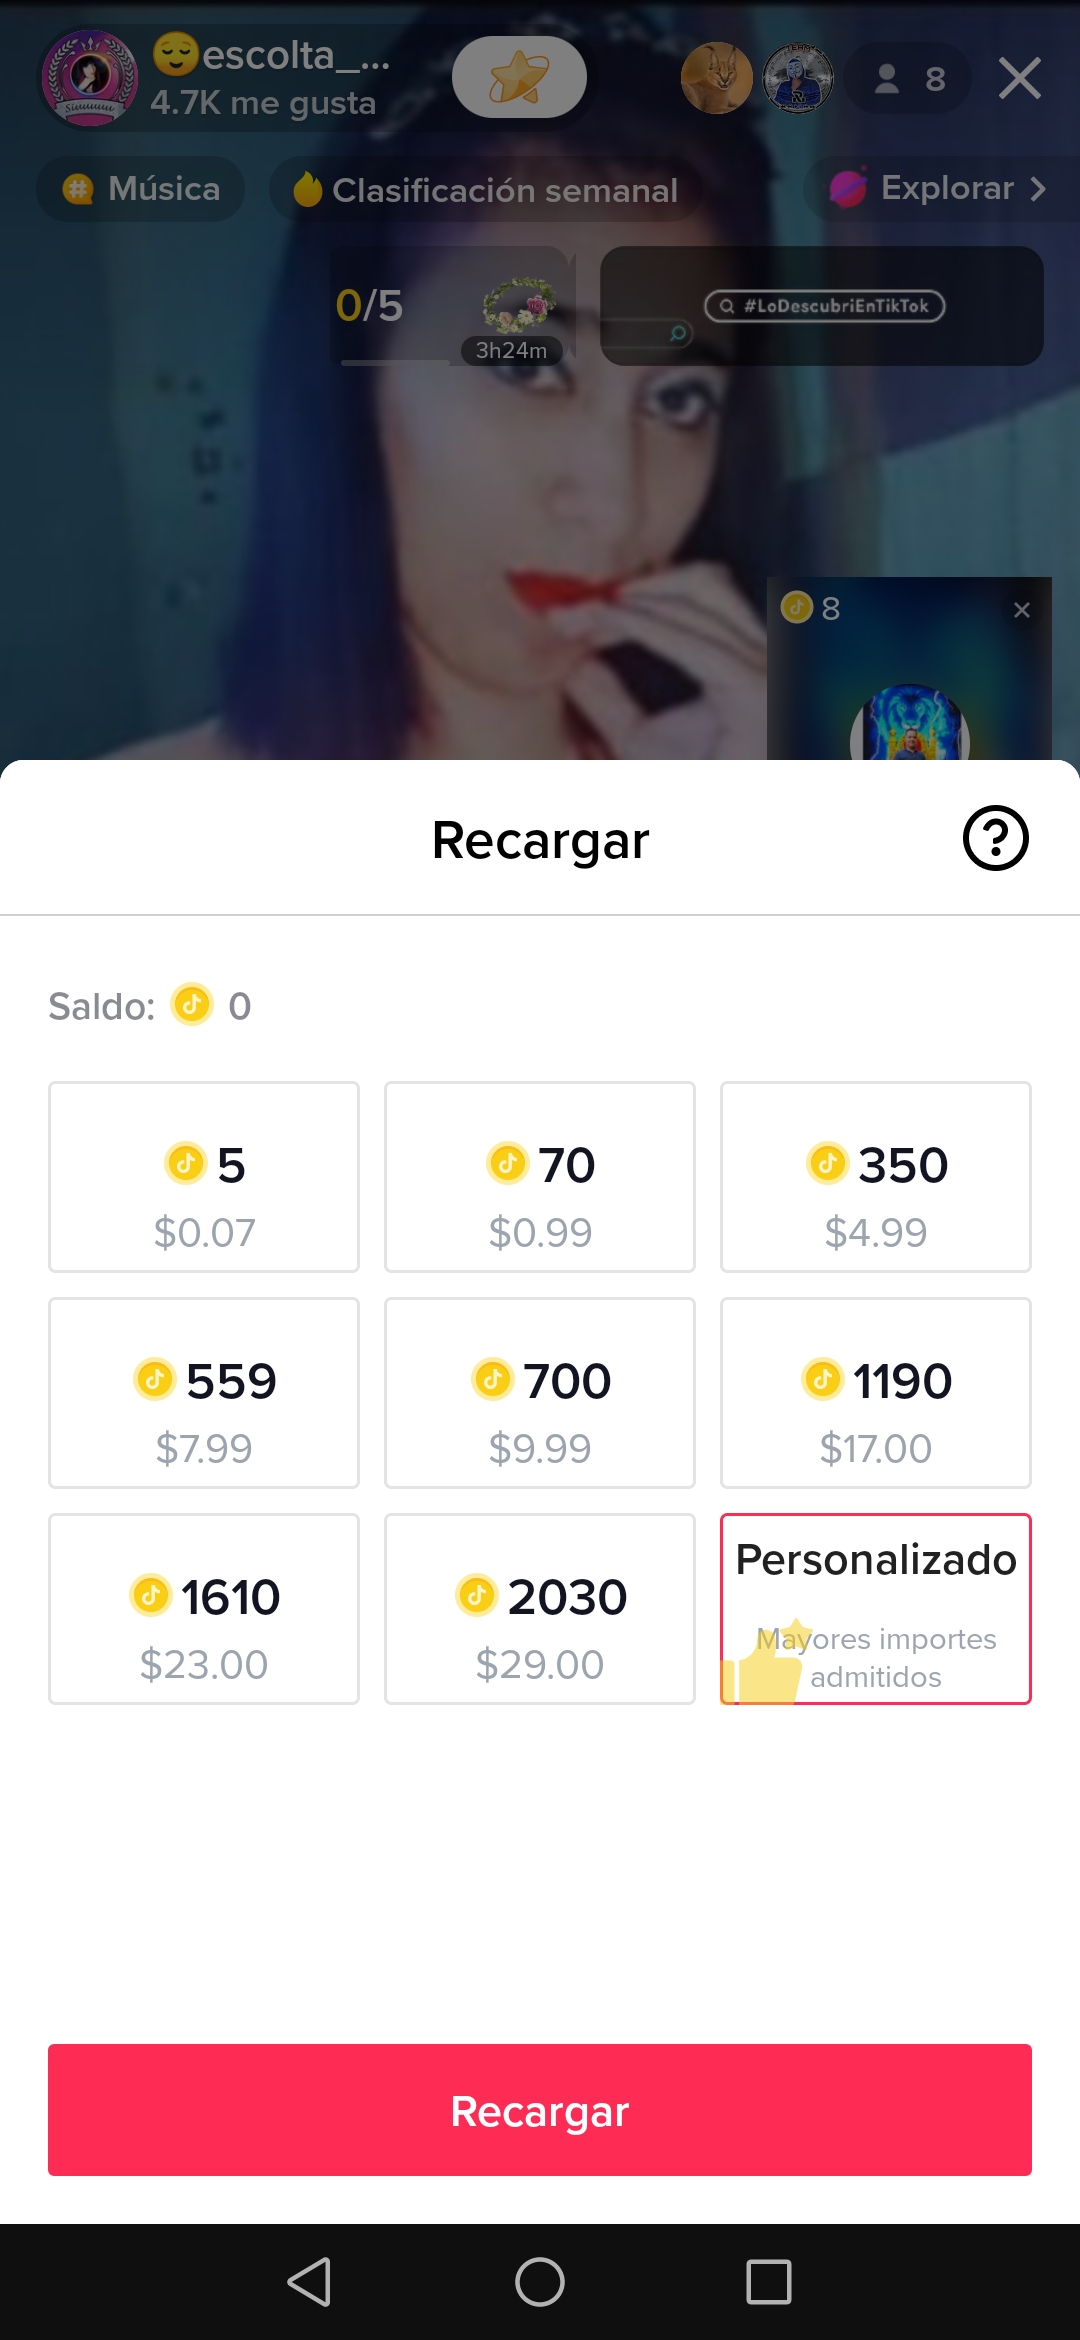 😌escolta_...
4.7K me gusta
8
Música
Clasificación semanal
Explorar
0/5
3h24m
#LoDescubriEnTikTok
8
Recargar
Saldo: 0
5
$0.07
70
$0.99
350
$4.99
559
$7.99
700
$9.99
1190
$17.00
1610
$23.00
2030
$29.00
Personalizado
Mayores importes
admitidos
Recargar